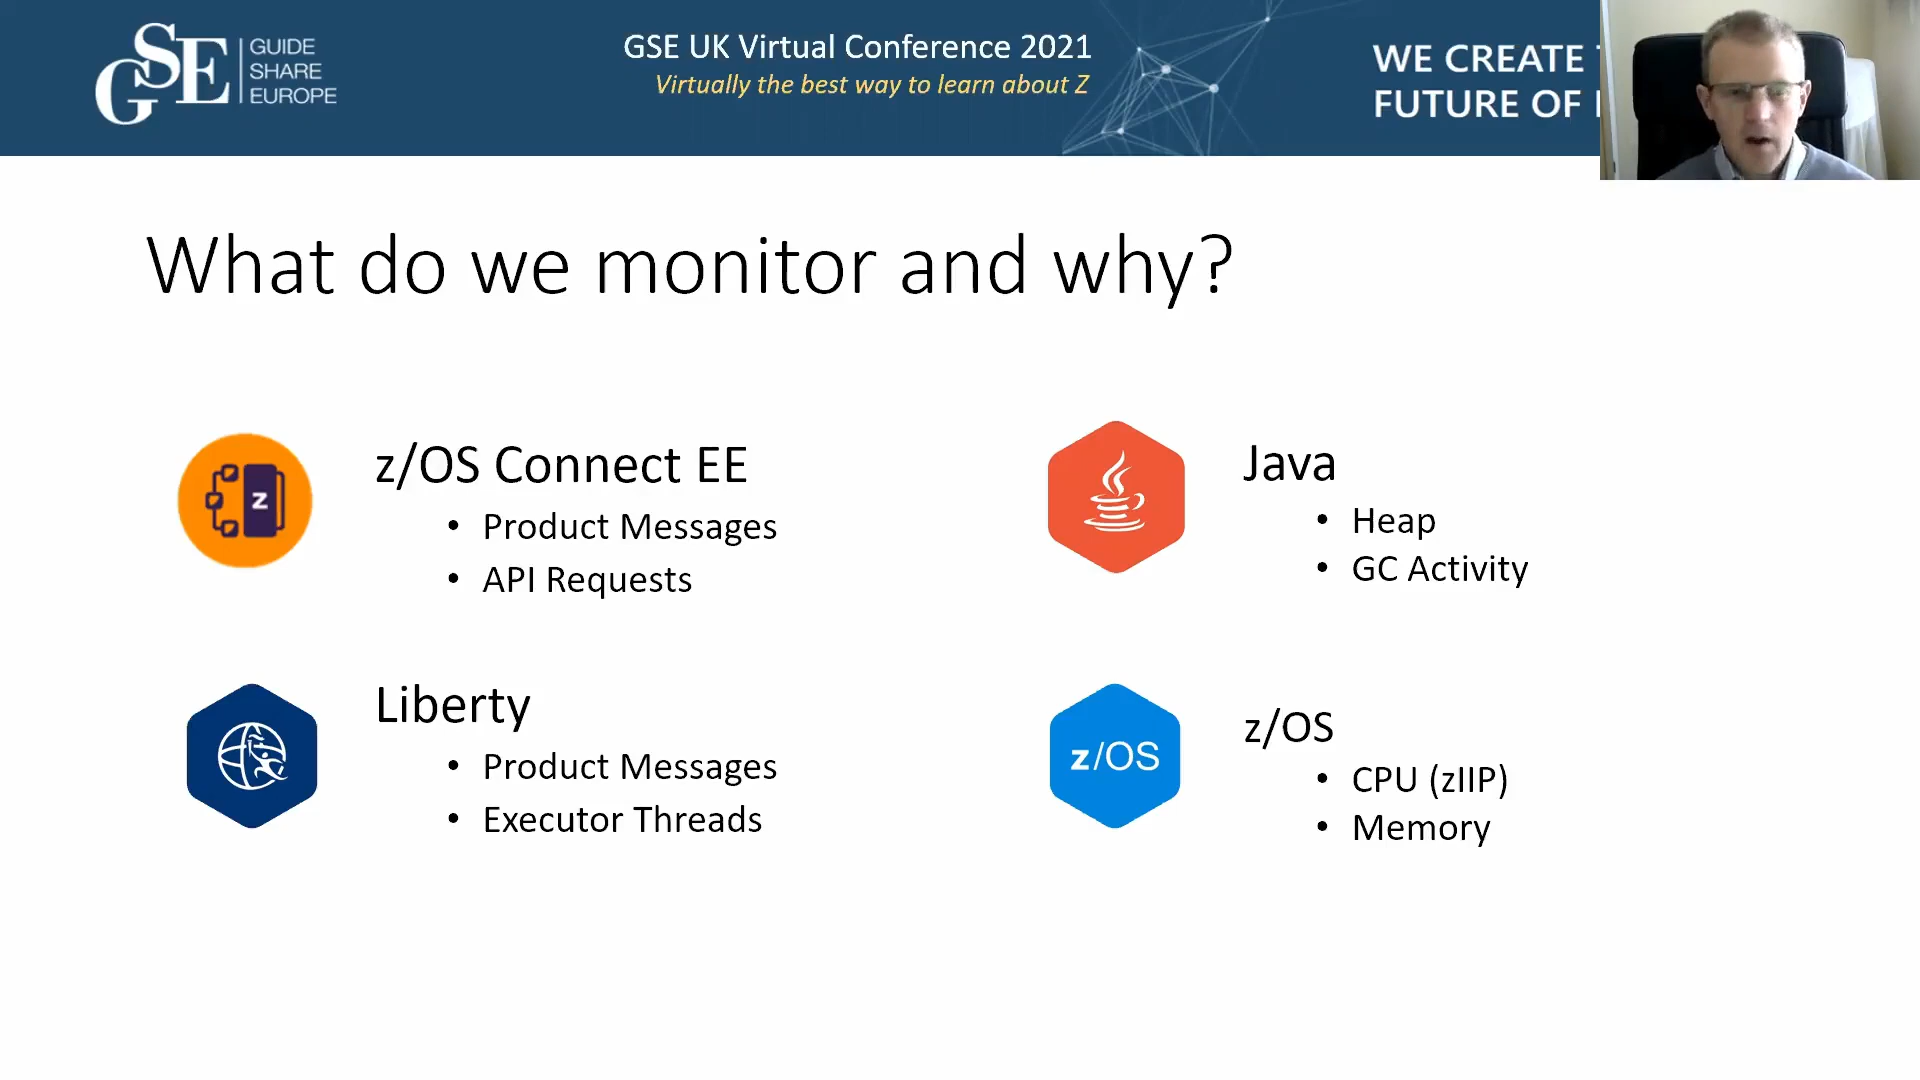 GSE
GUIDE
SHARE
EUROPE
GSE UK Virtual Conference 2021
Virtually the best way to learn about Z
WE CREATE
FUTURE OF
What do we monitor and why?
z
z/OS Connect EE
• Product Messages
• API Requests
Java
• Heap
• GC Activity
Liberty
• Product Messages
• Executor Threads
z/OS
z/OS
• CPU (zIIP)
• Memory